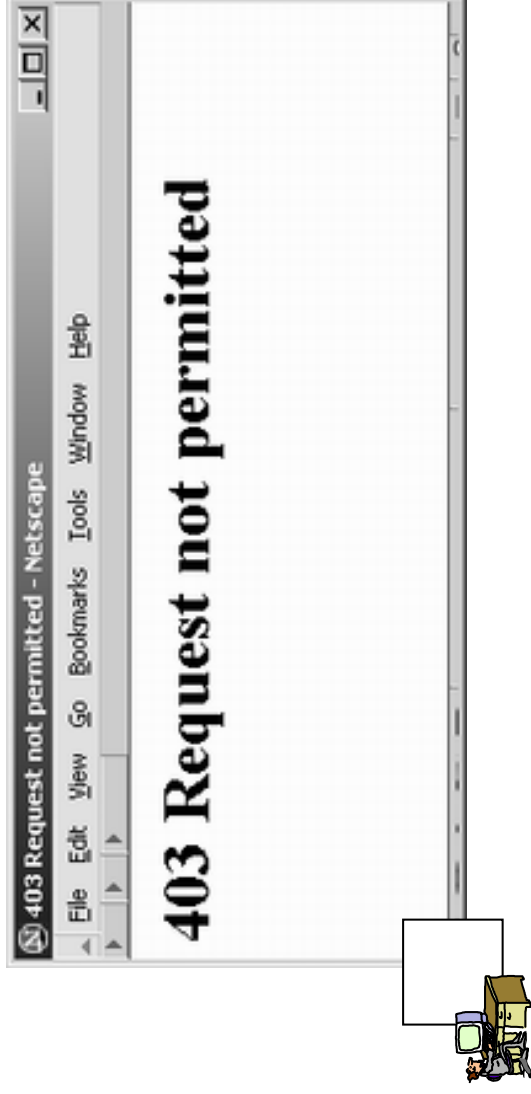 403 Request not permitted - Netscape
File Edit View Go Bookmarks Tools Window Help
403 Request not permitted